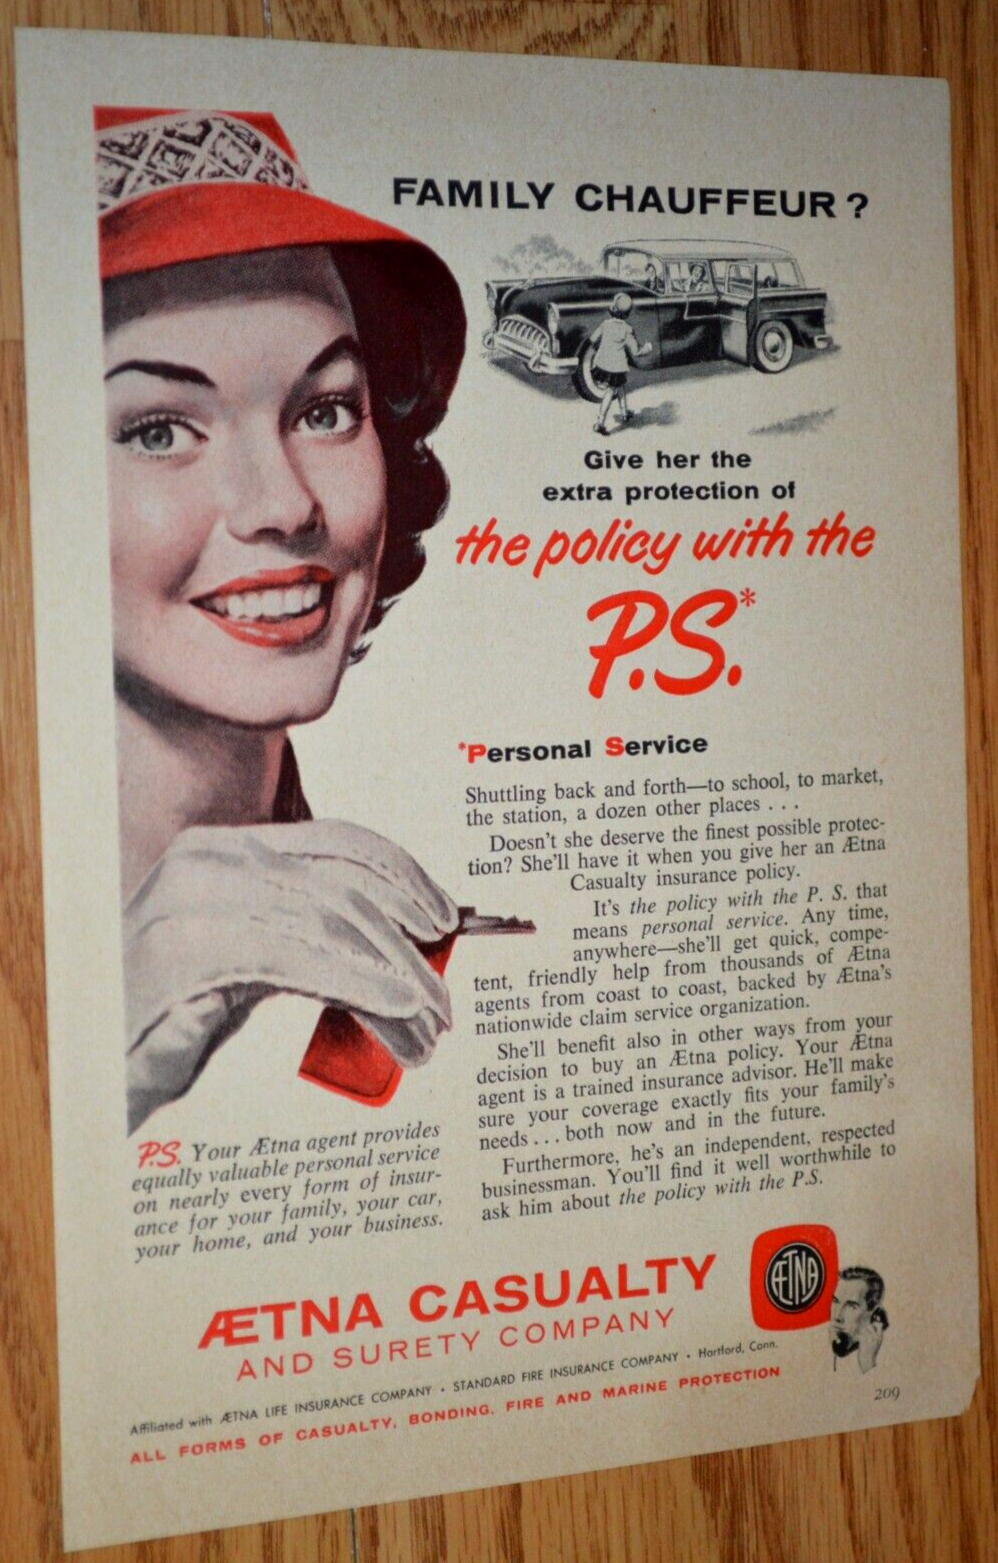 FAMILY CHAUFFEUR?
Give her the
extra protection of
the policy with the
P.S.*
*Personal Service
Shuttling back and forth—to school, to market,
the station, a dozen other places . . .
Doesn't she deserve the finest possible protec-
tion? She'll have it when you give her an Ætna
Casualty insurance policy.
It's the policy with the P. S. that
means personal service. Any time,
anywhere—she'll get quick, compe-
tent, friendly help from thousands of Ætna
agents from coast to coast, backed by Ætna's
nationwide claim service organization.
She'll benefit also in other ways from your
decision to buy an Ætna policy. Your Ætna
agent is a trained insurance advisor. He'll make
sure your coverage exactly fits your family's
needs . . . both now and in the future.
Furthermore, he's an independent, respected
businessman. You'll find it well worthwhile to
ask him about the policy with the P.S.
P.S. Your Ætna agent provides
equally valuable personal service
on nearly every form of insur-
ance for your family, your car,
your home, and your business.
ÆTNA CASUALTY
AND SURETY COMPANY
ÆTNA
Affiliated with ÆTNA LIFE INSURANCE COMPANY • STANDARD FIRE INSURANCE COMPANY • Hartford, Conn.
ALL FORMS OF CASUALTY, BONDING, FIRE AND MARINE PROTECTION
209